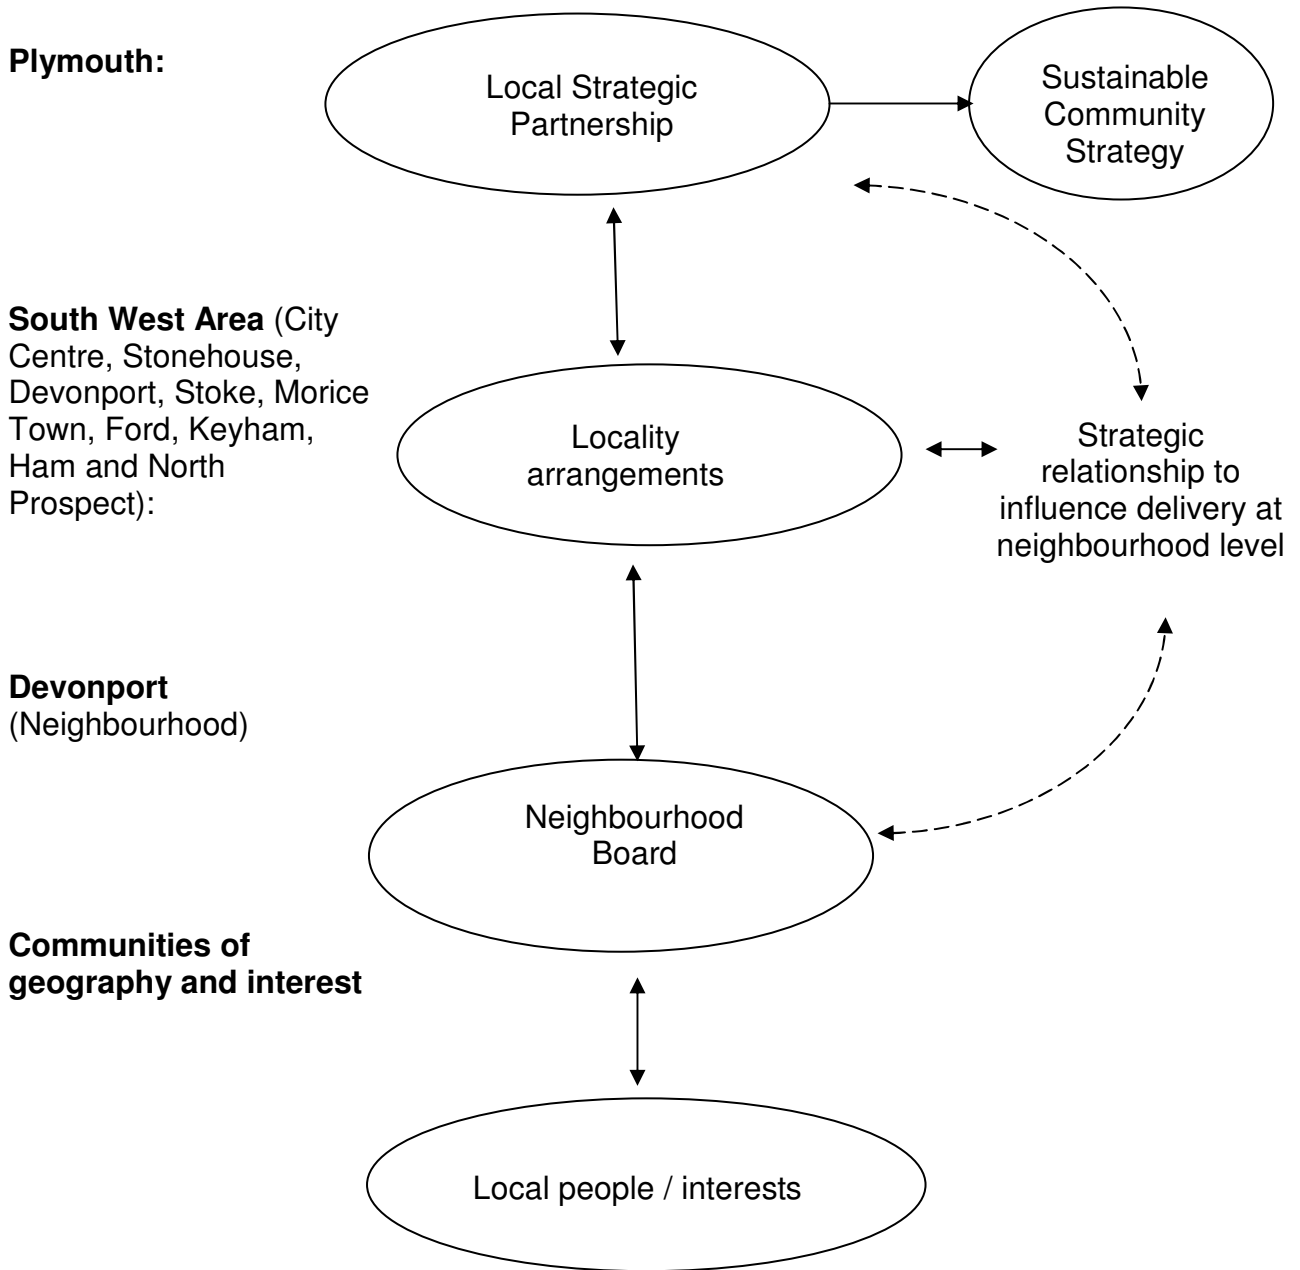 Plymouth:
Local Strategic
Partnership
Sustainable
Community
Strategy
South West Area (City
Centre, Stonehouse,
Devonport, Stoke, Morice
Town, Ford, Keyham,
Ham and North
Prospect):
Locality
arrangements
Strategic
relationship to
influence delivery at
neighbourhood level
Devonport
(Neighbourhood)
Neighbourhood
Board
Communities of
geography and interest
Local people / interests